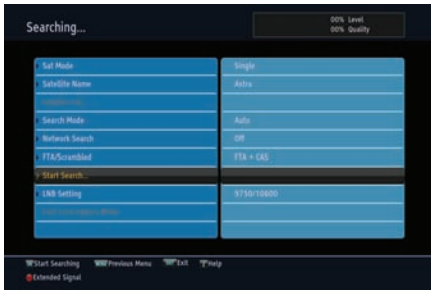 Searching...
00% Level
00% Quality
Sat Mode Single
Satellite Name Astra
Search Mode Auto
Network Search Off
FTA/Scrambled FTA + CAS
Start Search...
LNB Setting 9750/10600
Start Searching Previous Menu Exit Help
Extended Signal